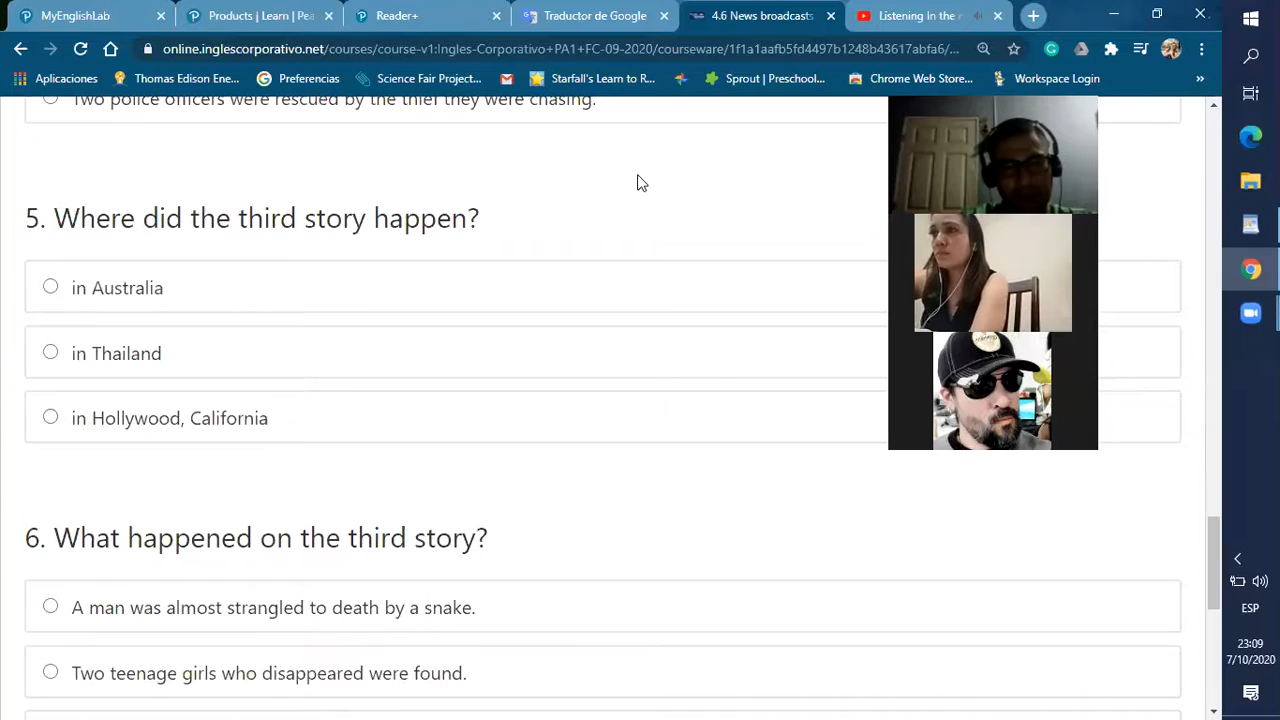 MyEnglishLab
Products | Learn | Pea
Reader+
Traductor de Google
4.6 News broadcasts
Listening In the n
online.inglescorporativo.net/courses/course-v1:Ingles-Corporativo+PA1+FC-09-2020/courseware/1f1a1aafb5fd4497b1248b43617abfa6/...
Aplicaciones
Thomas Edison Ene...
Preferencias
Science Fair Project...
Starfall's Learn to R...
Sprout | Preschool...
Chrome Web Store...
Workspace Login
»
Two police officers were rescued by the thief they were chasing.
5. Where did the third story happen?
in Australia
in Thailand
in Hollywood, California
6. What happened on the third story?
A man was almost strangled to death by a snake.
Two teenage girls who disappeared were found.
ESP
23:09
7/10/2020